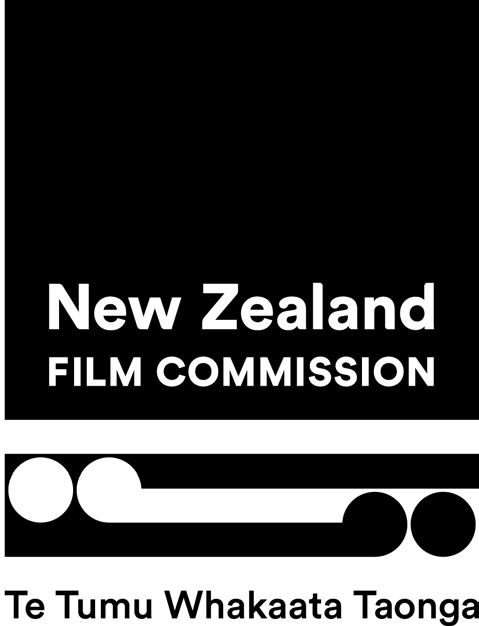 New Zealand
FILM COMMISSION
Te Tumu Whakaata Taonga